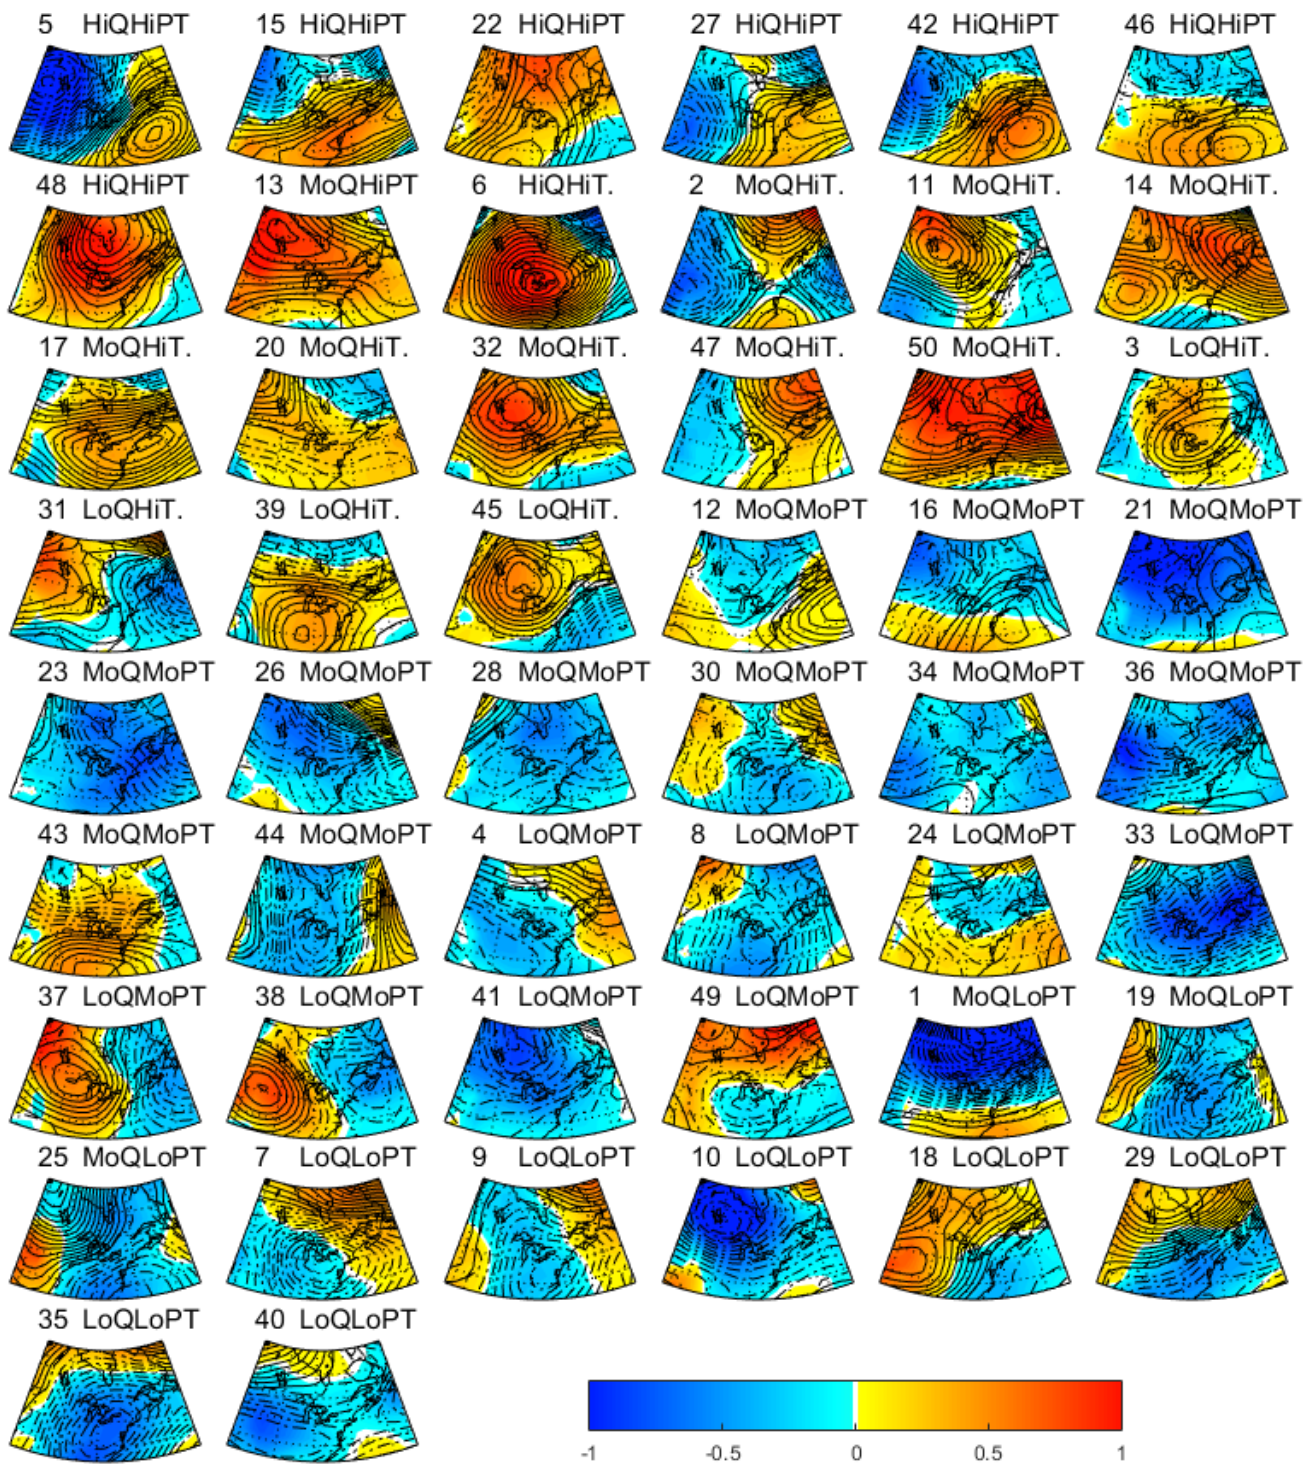 5 HiQHiPT 15 HiQHiPT 22 HiQHiPT 27 HiQHiPT 42 HiQHiPT 46 HiQHiPT
48 HiQHiPT 13 MoQHiPT 6 HiQHiT. 2 MoQHiT. 11 MoQHiT. 14 MoQHiT.
17 MoQHiT. 20 MoQHiT. 32 MoQHiT. 47 MoQHiT. 50 MoQHiT. 3 LoQHiT.
31 LoQHiT. 39 LoQHiT. 45 LoQHiT. 12 MoQMoPT 16 MoQMoPT 21 MoQMoPT
23 MoQMoPT 26 MoQMoPT 28 MoQMoPT 30 MoQMoPT 34 MoQMoPT 36 MoQMoPT
43 MoQMoPT 44 MoQMoPT 4 LoQMoPT 8 LoQMoPT 24 LoQMoPT 33 LoQMoPT
37 LoQMoPT 38 LoQMoPT 41 LoQMoPT 49 LoQMoPT 1 MoQLoPT 19 MoQLoPT
25 MoQLoPT 7 LoQLoPT 9 LoQLoPT 10 LoQLoPT 18 LoQLoPT 29 LoQLoPT
35 LoQLoPT 40 LoQLoPT
-1 -0.5 0 0.5 1